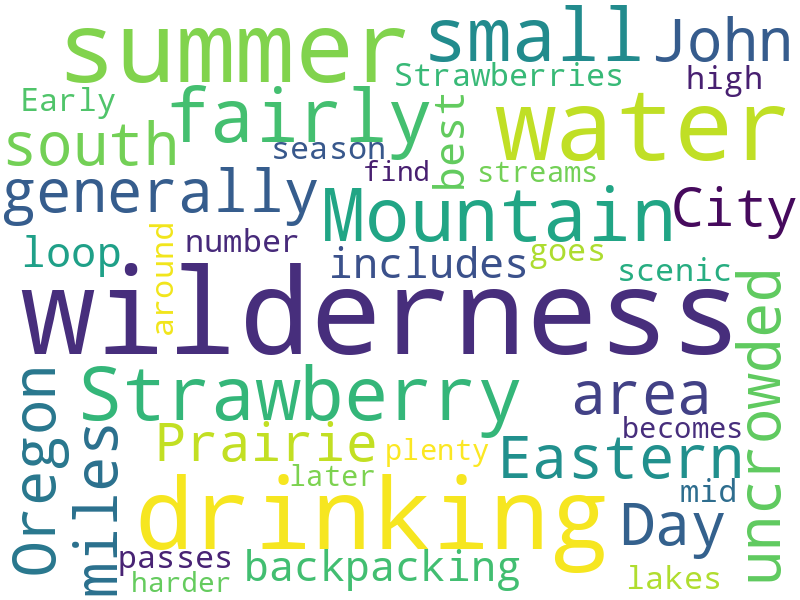 summer
small
John
Strawberries
high
Early
fairly
best
water
south
season
find
streams
generally
Mountain
City
loop
around
number
includes
goes
scenic
wilderness
uncrowded
Oregon
miles
Strawberry
area
becomes
Prairie
plenty
Eastern
later
drinking
mid
Day
passes
backpacking
harder
lakes